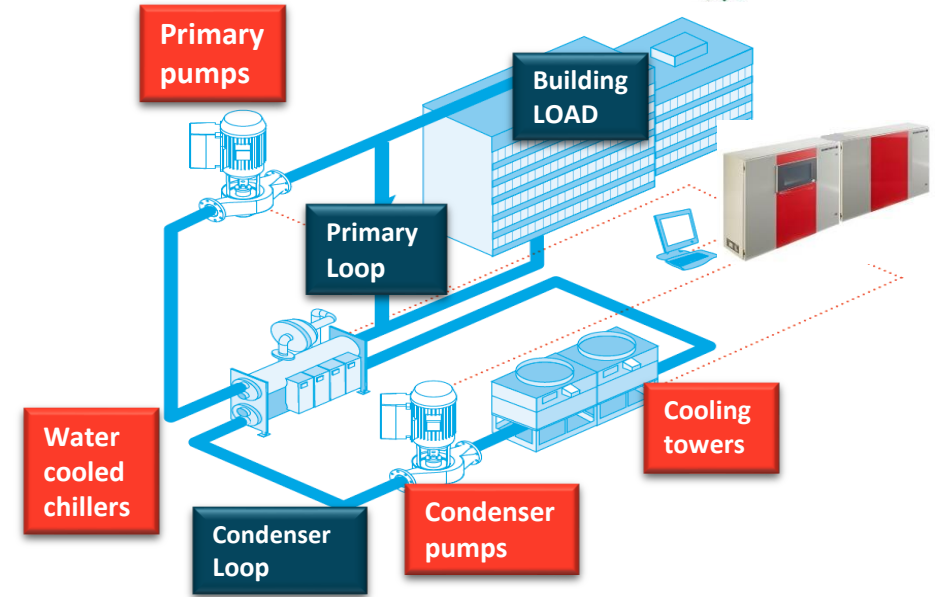 Primary
pumps
Building
LOAD
Primary
Loop
Water
cooled
chillers
Cooling
towers
Condenser
pumps
Condenser
Loop